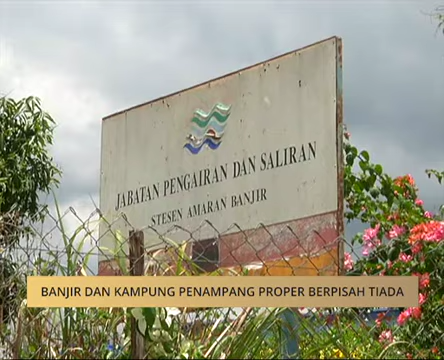 JABATAN PENGAIRAN DAN SALIRAN
STESEN AMARAN BANJIR
BANJIR DAN KAMPUNG PENAMPANG PROPER BERPISAH TIADA